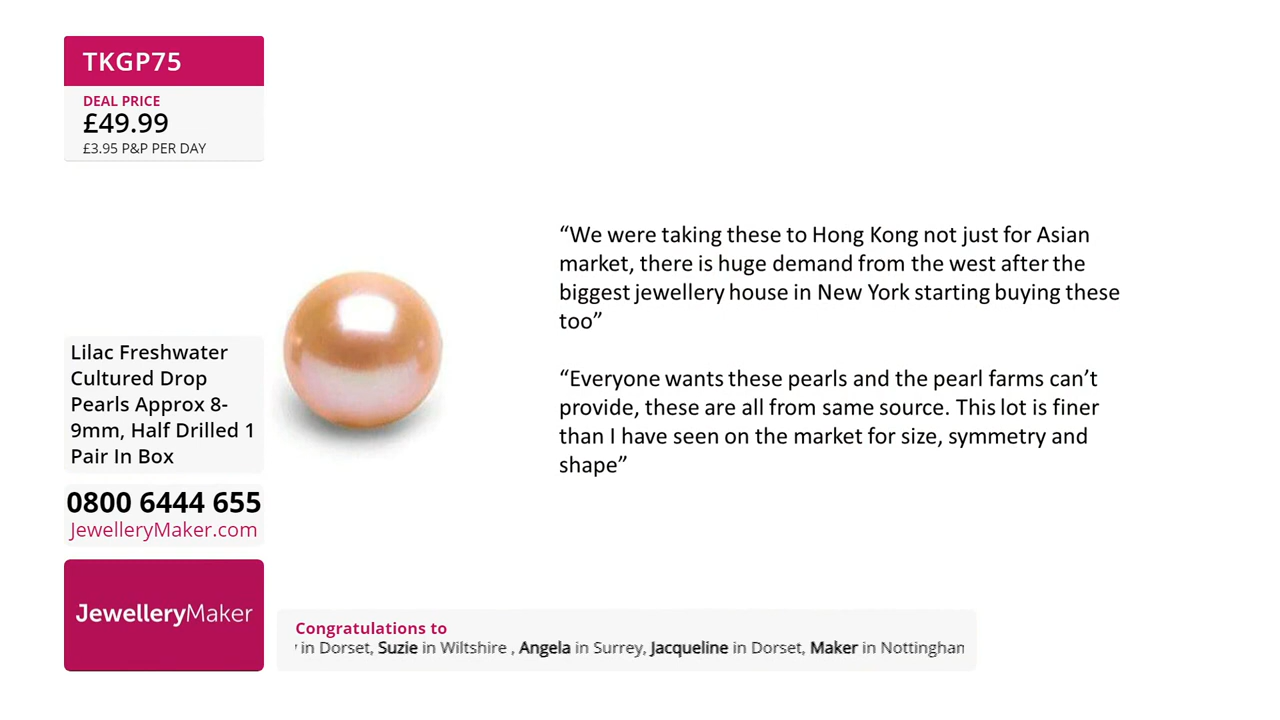 TKGP75
DEAL PRICE
£49.99
£3.95 P&P PER DAY
“We were taking these to Hong Kong not just for Asian
market, there is huge demand from the west after the
biggest jewellery house in New York starting buying these
too”
“Everyone wants these pearls and the pearl farms can’t
provide, these are all from same source. This lot is finer
than I have seen on the market for size, symmetry and
shape”
Lilac Freshwater
Cultured Drop
Pearls Approx 8-
9mm, Half Drilled 1
Pair In Box
0800 6444 655
JewelleryMaker.com
JewelleryMaker
Congratulations to
in Dorset, Suzie in Wiltshire , Angela in Surrey, Jacqueline in Dorset, Maker in Nottingham